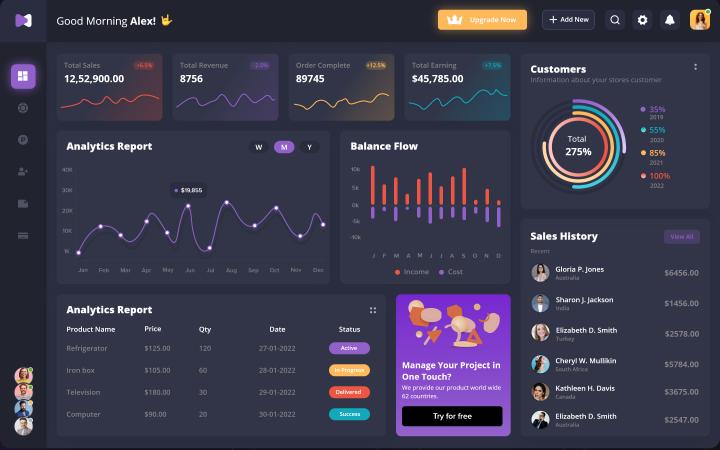 Good Morning Alex!
Upgrade Now
+ Add New
Total Sales
+6.5%
12,52,900.00
Total Revenue
-2.0%
8756
Order Complete
+12.5%
89745
Total Earning
+7.5%
$45,785.00
Customers
Information about your stores customer
Total
275%
35%
2019
55%
2020
85%
2021
100%
2022
Analytics Report
W M Y
40K
30K
20K
10K
1K
$19,855
Jan Feb Mar Apr May Jun Jul Aug Sep Oct Nov Dec
Balance Flow
10k
5k
0k
-5k
-10k
J F M A M J J A S O N D
Income Cost
Sales History
View All
Recent
Gloria P. Jones
Australia
$6456.00
Sharon J. Jackson
India
$1456.00
Elizabeth D. Smith
Turkey
$2578.00
Cheryl W. Mullikin
South Africa
$5784.00
Kathleen H. Davis
Canada
$3675.00
Elizabeth D. Smith
Australia
$2547.00
Analytics Report
Product Name Price Qty Date Status
Refrigerator $125.00 120 27-01-2022 Active
Iron box $105.00 60 28-01-2022 In Progress
Television $180.00 30 29-01-2022 Delivered
Computer $90.00 20 30-01-2022 Success
Manage Your Project in
One Touch?
We provide our product world wide
62 countries.
Try for free